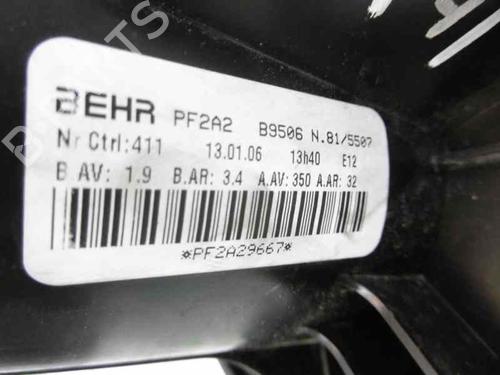 BEHR PF2A2 B9506 N.81/5507
Nr Ctrl:411 13.01.06 13h40 E12
B.AV: 1.9 B.AR: 3.4 A.AV:350 A.AR: 32
*PF2A29667*